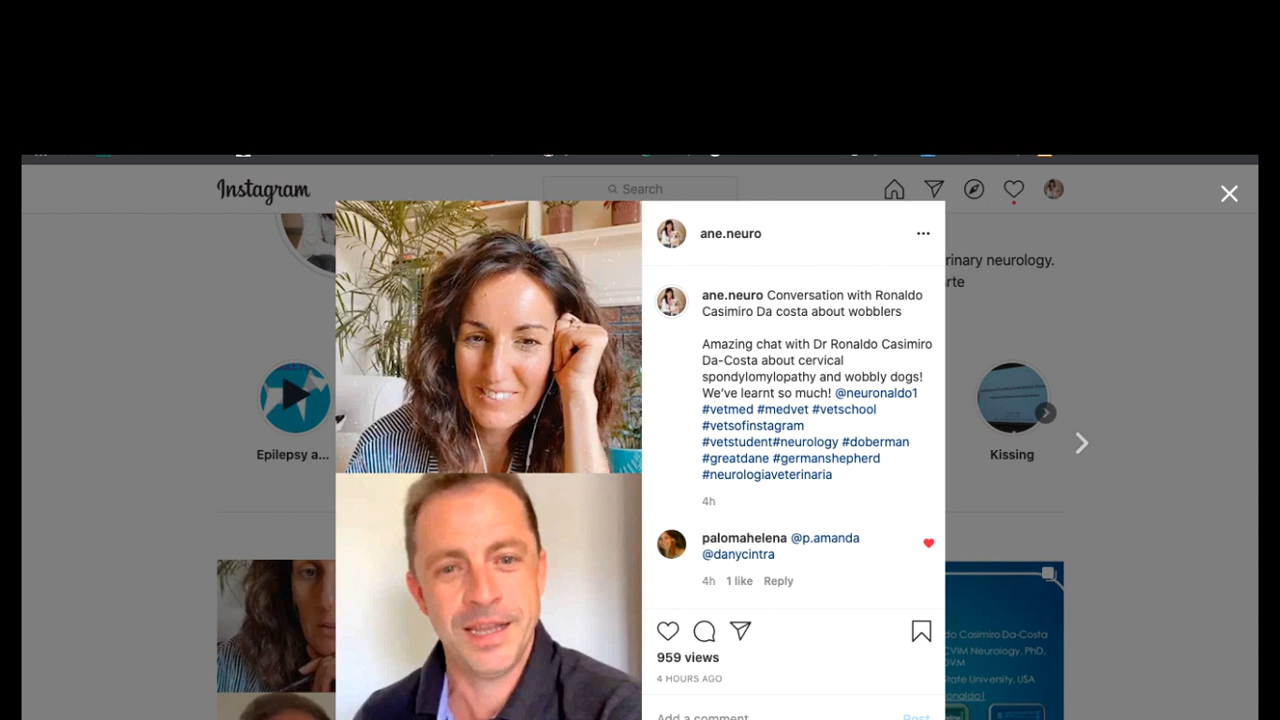 Instagram
Search
ane.neuro
rinary neurology.
rte
ane.neuro Conversation with Ronaldo
Casimiro Da costa about wobblers
Amazing chat with Dr Ronaldo Casimiro
Da-Costa about cervical
spondylomylopathy and wobbly dogs!
We've learnt so much! @neuronaldo1
#vetmed #medvet #vetschool
#vetsofinstagram
#vetstudent#neurology #doberman
#greatdane #germanshepherd
#neurologiaveterinaria
4h
Epilepsy a...
Kissing
palomahelena @p.amanda
@danycintra
4h 1 like Reply
959 views
4 HOURS AGO
Add a comment
Post
do Casimiro Da-Costa
CVIM Neurology, PhD,
DVM
State University, USA
onaldo1